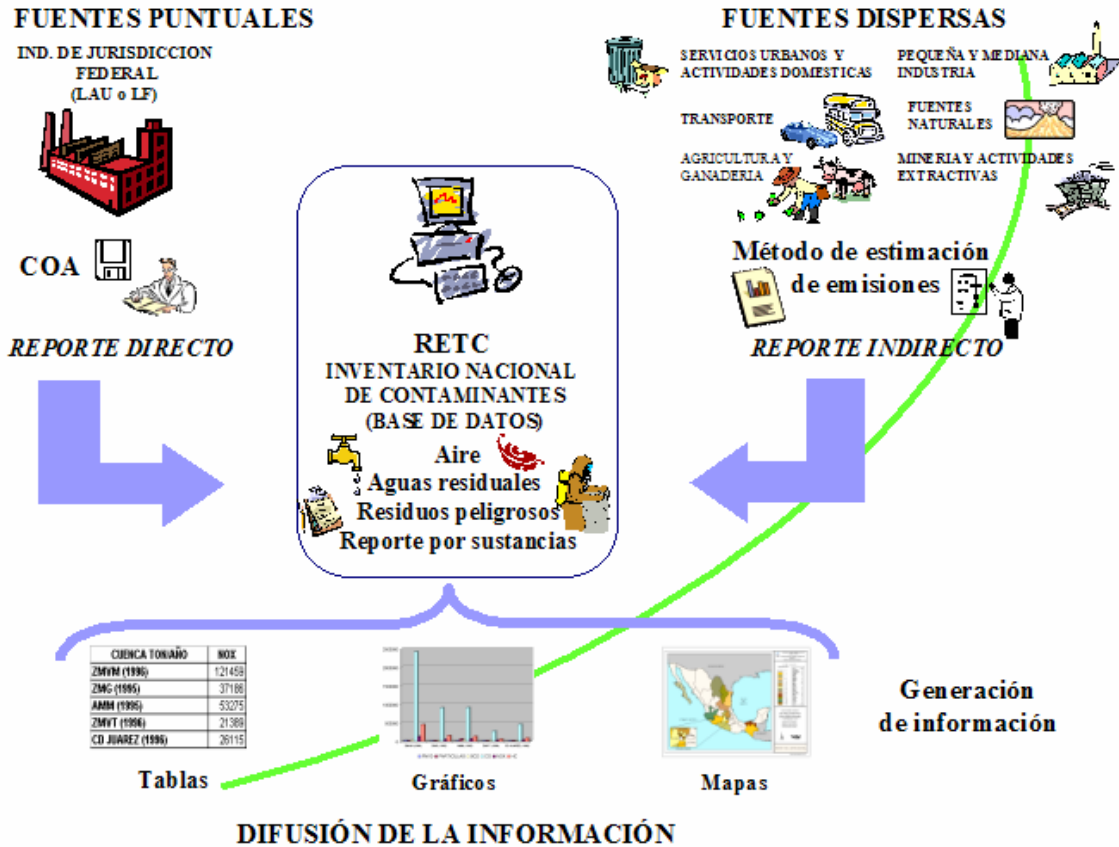 FUENTES PUNTUALES
IND. DE JURISDICCION
FEDERAL
(LAU o LF)
COA
REPORTE DIRECTO
FUENTES DISPERSAS
SERVICIOS URBANOS Y
ACTIVIDADES DOMESTICAS
PEQUEÑA Y MEDIANA
INDUSTRIA
TRANSPORTE
FUENTES
NATURALES
AGRICULTURA Y
GANADERIA
MINERIA Y ACTIVIDADES
EXTRACTIVAS
Método de estimación
de emisiones
REPORTE INDIRECTO
RETC
INVENTARIO NACIONAL
DE CONTAMINANTES
(BASE DE DATOS)
Aire
Aguas residuales
Residuos peligrosos
Reporte por sustancias
CUENCA TON/AÑO NOX
ZMVM (1996) 121459
ZMG (1995) 37186
AMM (1995) 53275
ZMVT (1996) 21389
CD JUAREZ (1996) 26115
Tablas
Gráficos
Mapas
Generación
de información
DIFUSIÓN DE LA INFORMACIÓN